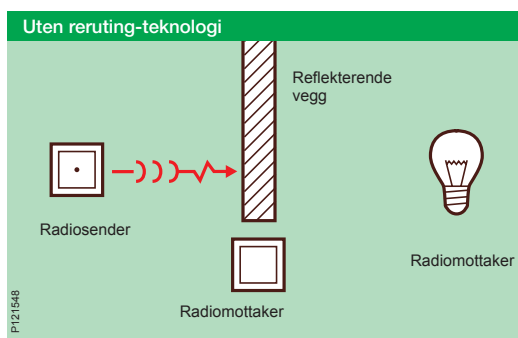 Uten reruting-teknologi
Reflekterende
vegg
Radiosender
Radiomottaker
Radiomottaker
P121548